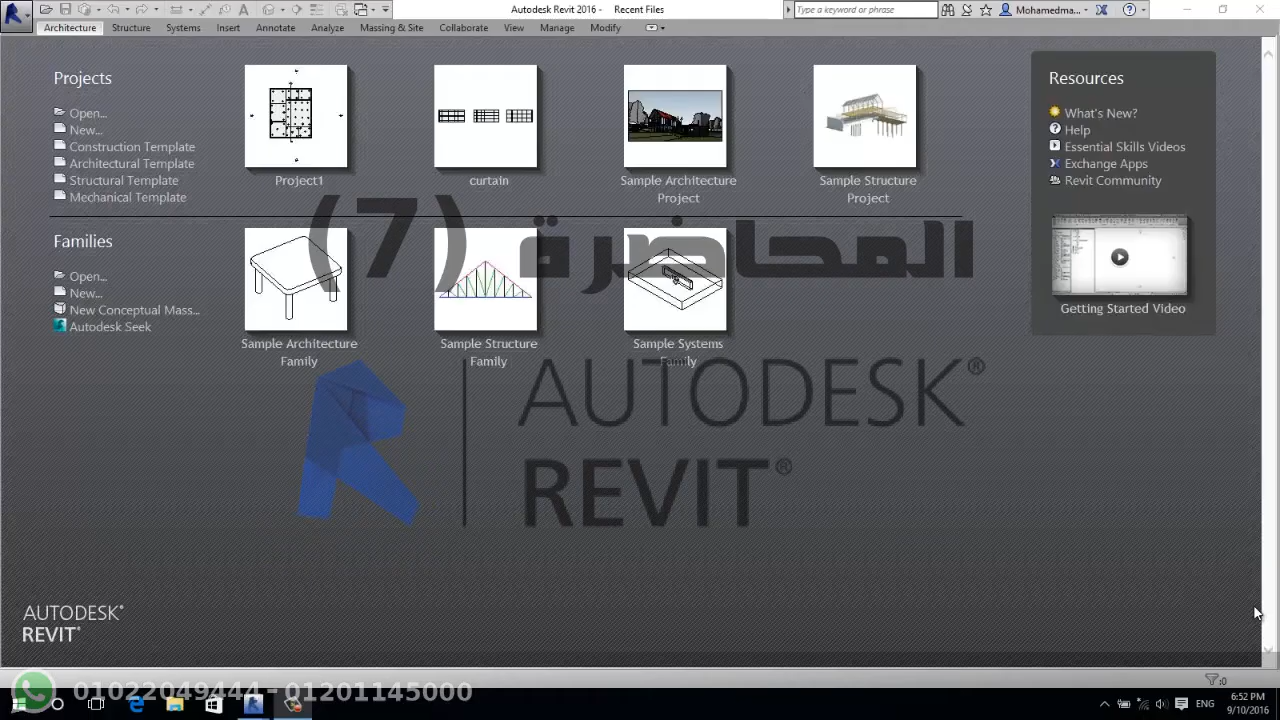 Autodesk Revit 2016 - Recent Files
Type a keyword or phrase
Mohamedma...
Architecture Structure Systems Insert Annotate Analyze Massing & Site Collaborate View Manage Modify
Projects
Open...
New...
Construction Template
Architectural Template
Structural Template
Mechanical Template
Project1
curtain
Sample Architecture
Project
Sample Structure
Project
Resources
What's New?
Help
Essential Skills Videos
Exchange Apps
Revit Community
Getting Started Video
المحاضرة (7)
Families
Open...
New...
New Conceptual Mass...
Autodesk Seek
Sample Architecture
Family
Sample Structure
Family
Sample Systems
Family
AUTODESK®
REVIT®
AUTODESK®
REVIT®
:0
01022049444 - 01201145000
ENG
6:52 PM
9/10/2016